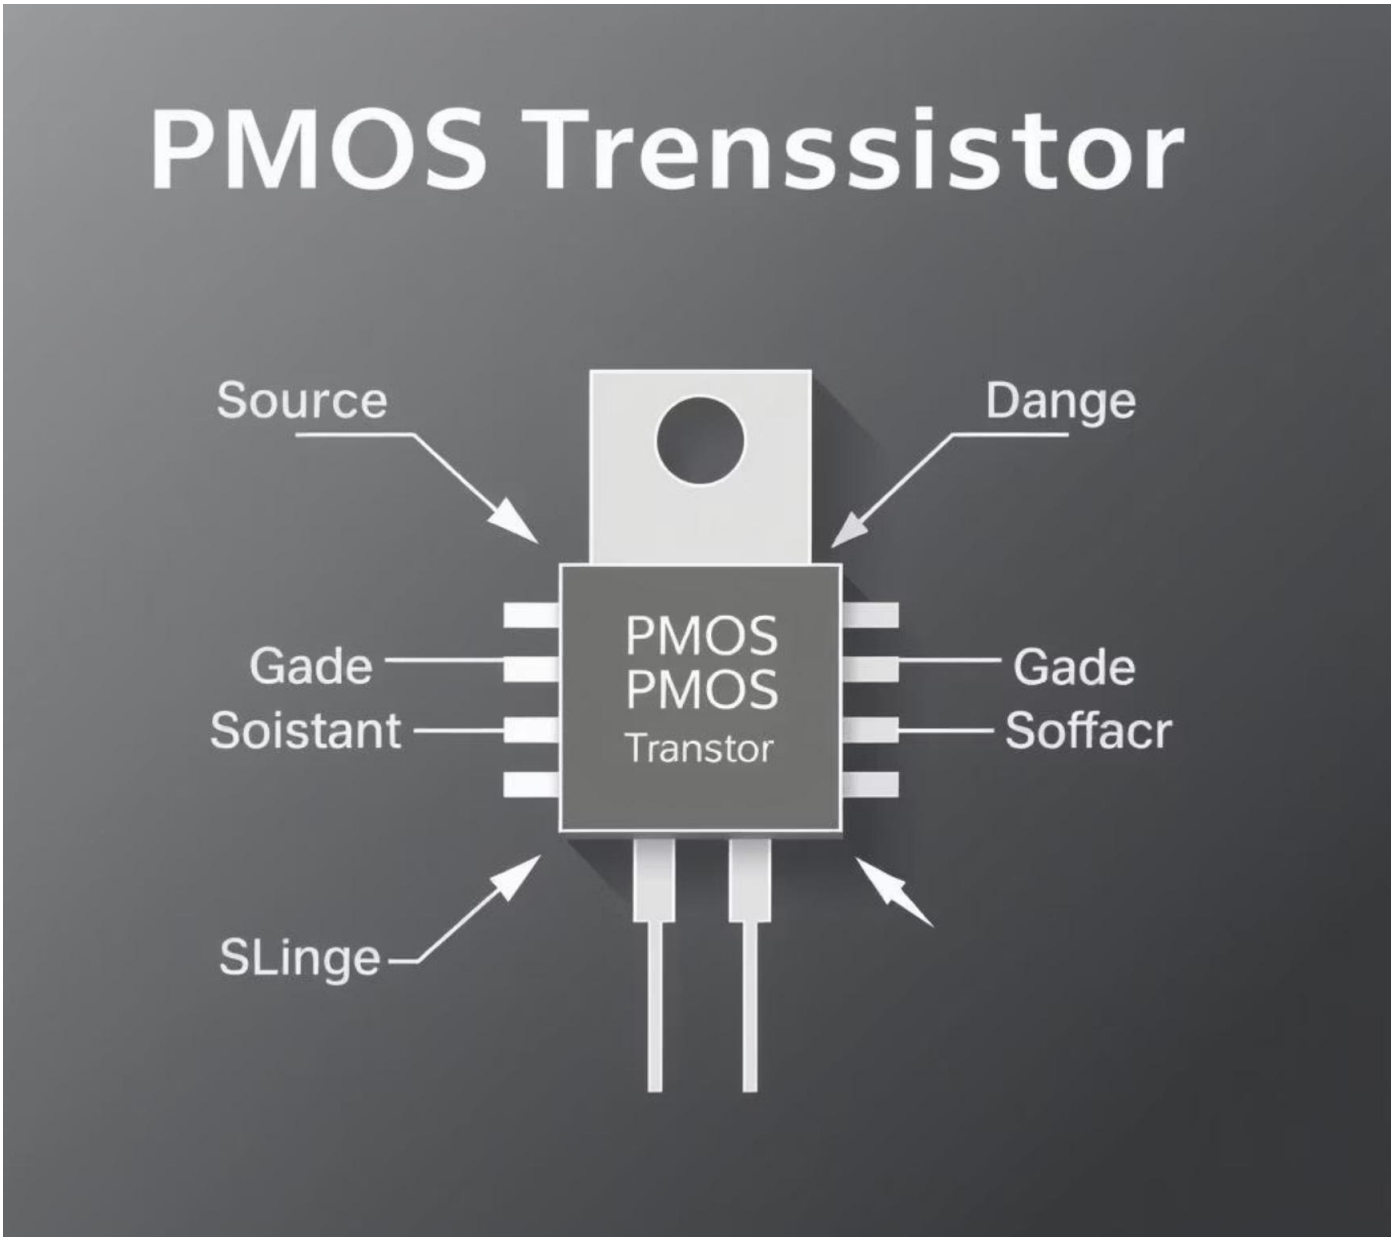 PMOS Trenssistor
Source
Dange
PMOS
PMOS
Transtor
Gade
Gade
Soistant
Soffacr
SLinge